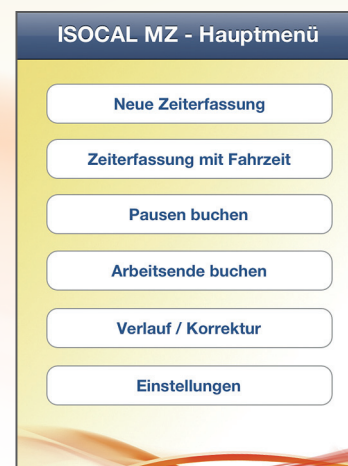 ISOCAL MZ - Hauptmenü
Neue Zeiterfassung
Zeiterfassung mit Fahrzeit
Pausen buchen
Arbeitsende buchen
Verlauf / Korrektur
Einstellungen